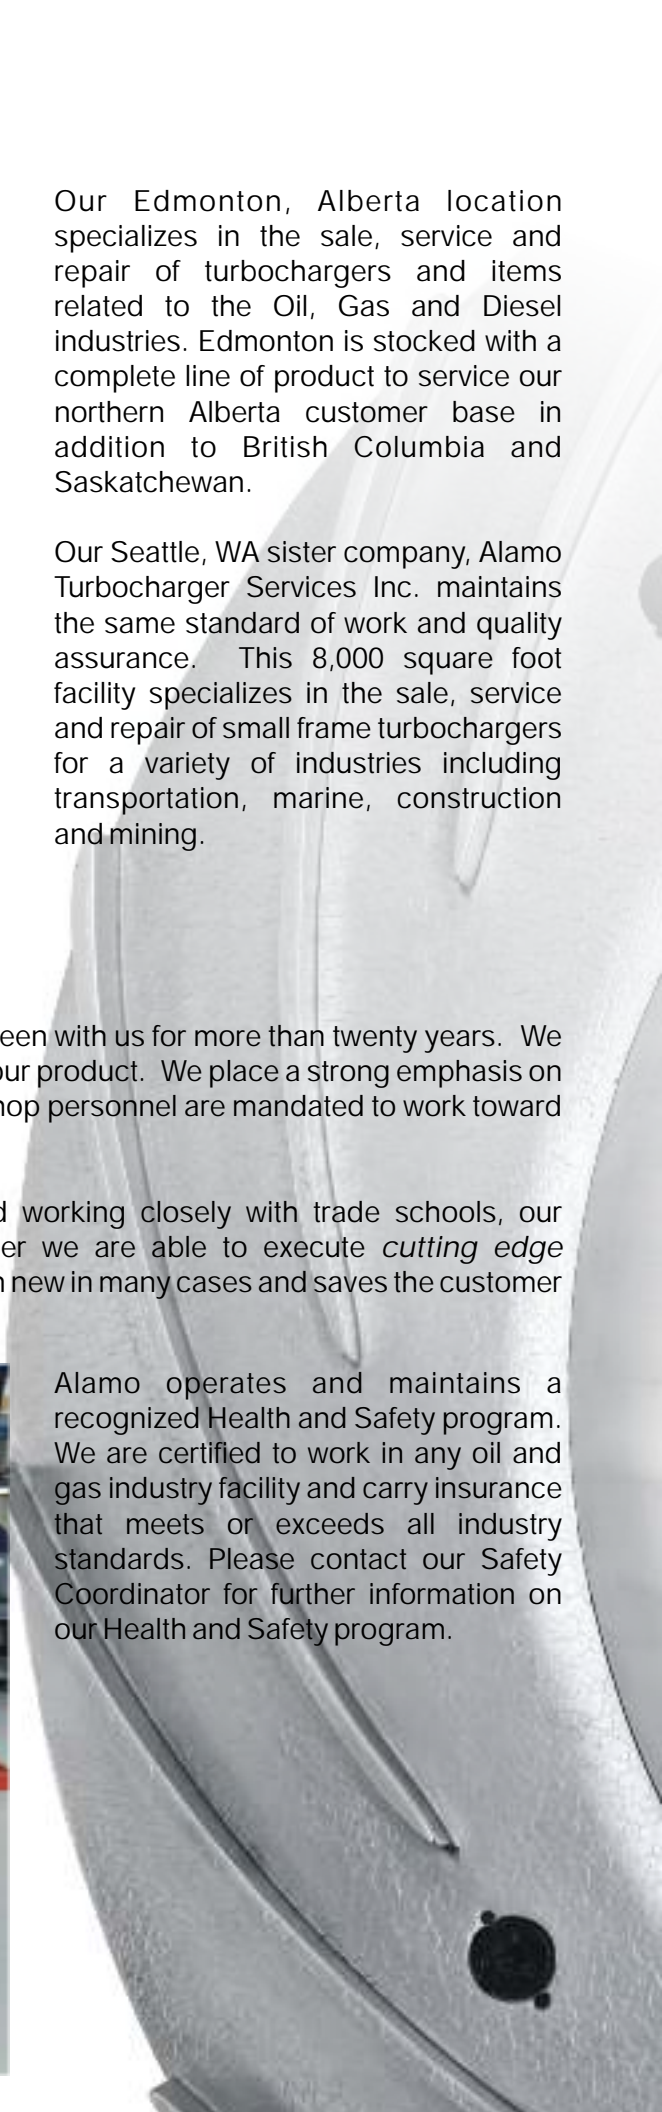 Our Edmonton, Alberta location
specializes in the sale, service and
repair of turbochargers and items
related to the Oil, Gas and Diesel
industries. Edmonton is stocked with a
complete line of product to service our
northern Alberta customer base in
addition to British Columbia and
Saskatchewan.
Our Seattle, WA sister company, Alamo
Turbocharger Services Inc. maintains
the same standard of work and quality
assurance. This 8,000 square foot
facility specializes in the sale, service
and repair of small frame turbochargers
for a variety of industries including
transportation, marine, construction
and mining.
with us for more than twenty years. We
product. We place a strong emphasis on
personnel are mandated to work toward
working closely with trade schools, our
we are able to execute cutting edge
new in many cases and saves the customer
Alamo operates and maintains a
recognized Health and Safety program.
We are certified to work in any oil and
gas industry facility and carry insurance
that meets or exceeds all industry
standards. Please contact our Safety
Coordinator for further information on
our Health and Safety program.